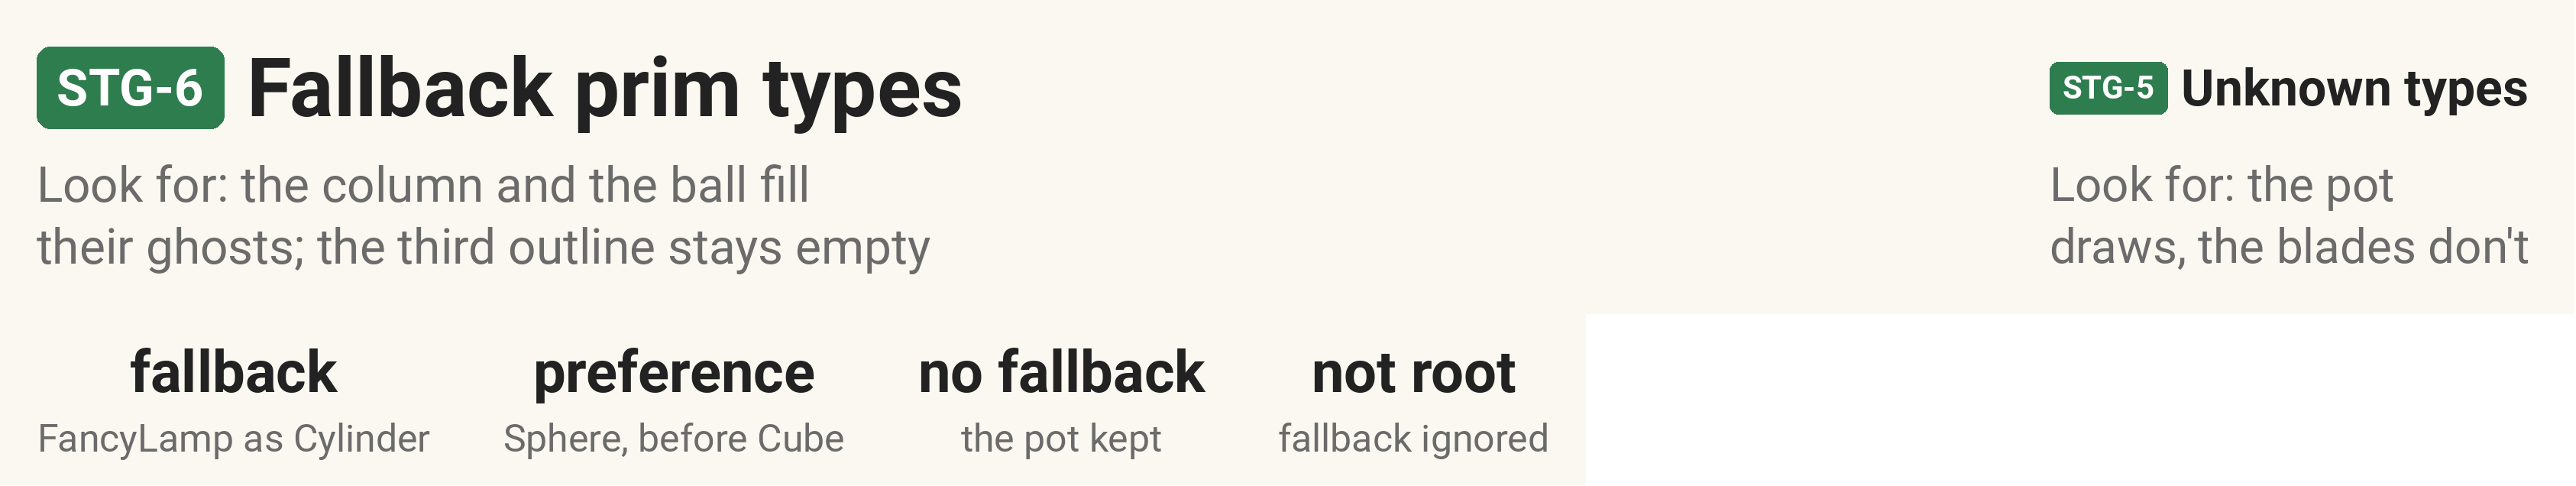 STG-6 Fallback prim types
Look for: the column and the ball fill
their ghosts; the third outline stays empty
STG-5 Unknown types
Look for: the pot
draws, the blades don't
fallback
FancyLamp as Cylinder
preference
Sphere, before Cube
no fallback
the pot kept
not root
fallback ignored